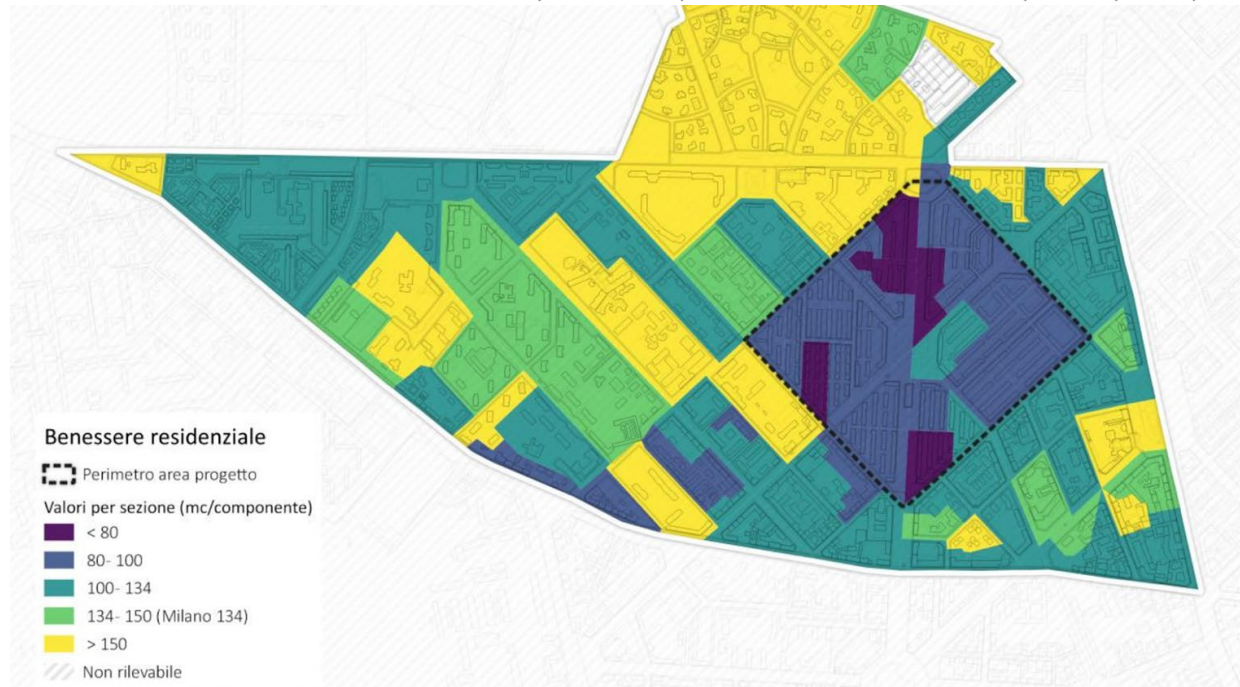 Benessere residenziale
Perimetro area progetto
Valori per sezione (mc/componente)
< 80
80- 100
100- 134
134- 150 (Milano 134)
> 150
Non rilevabile